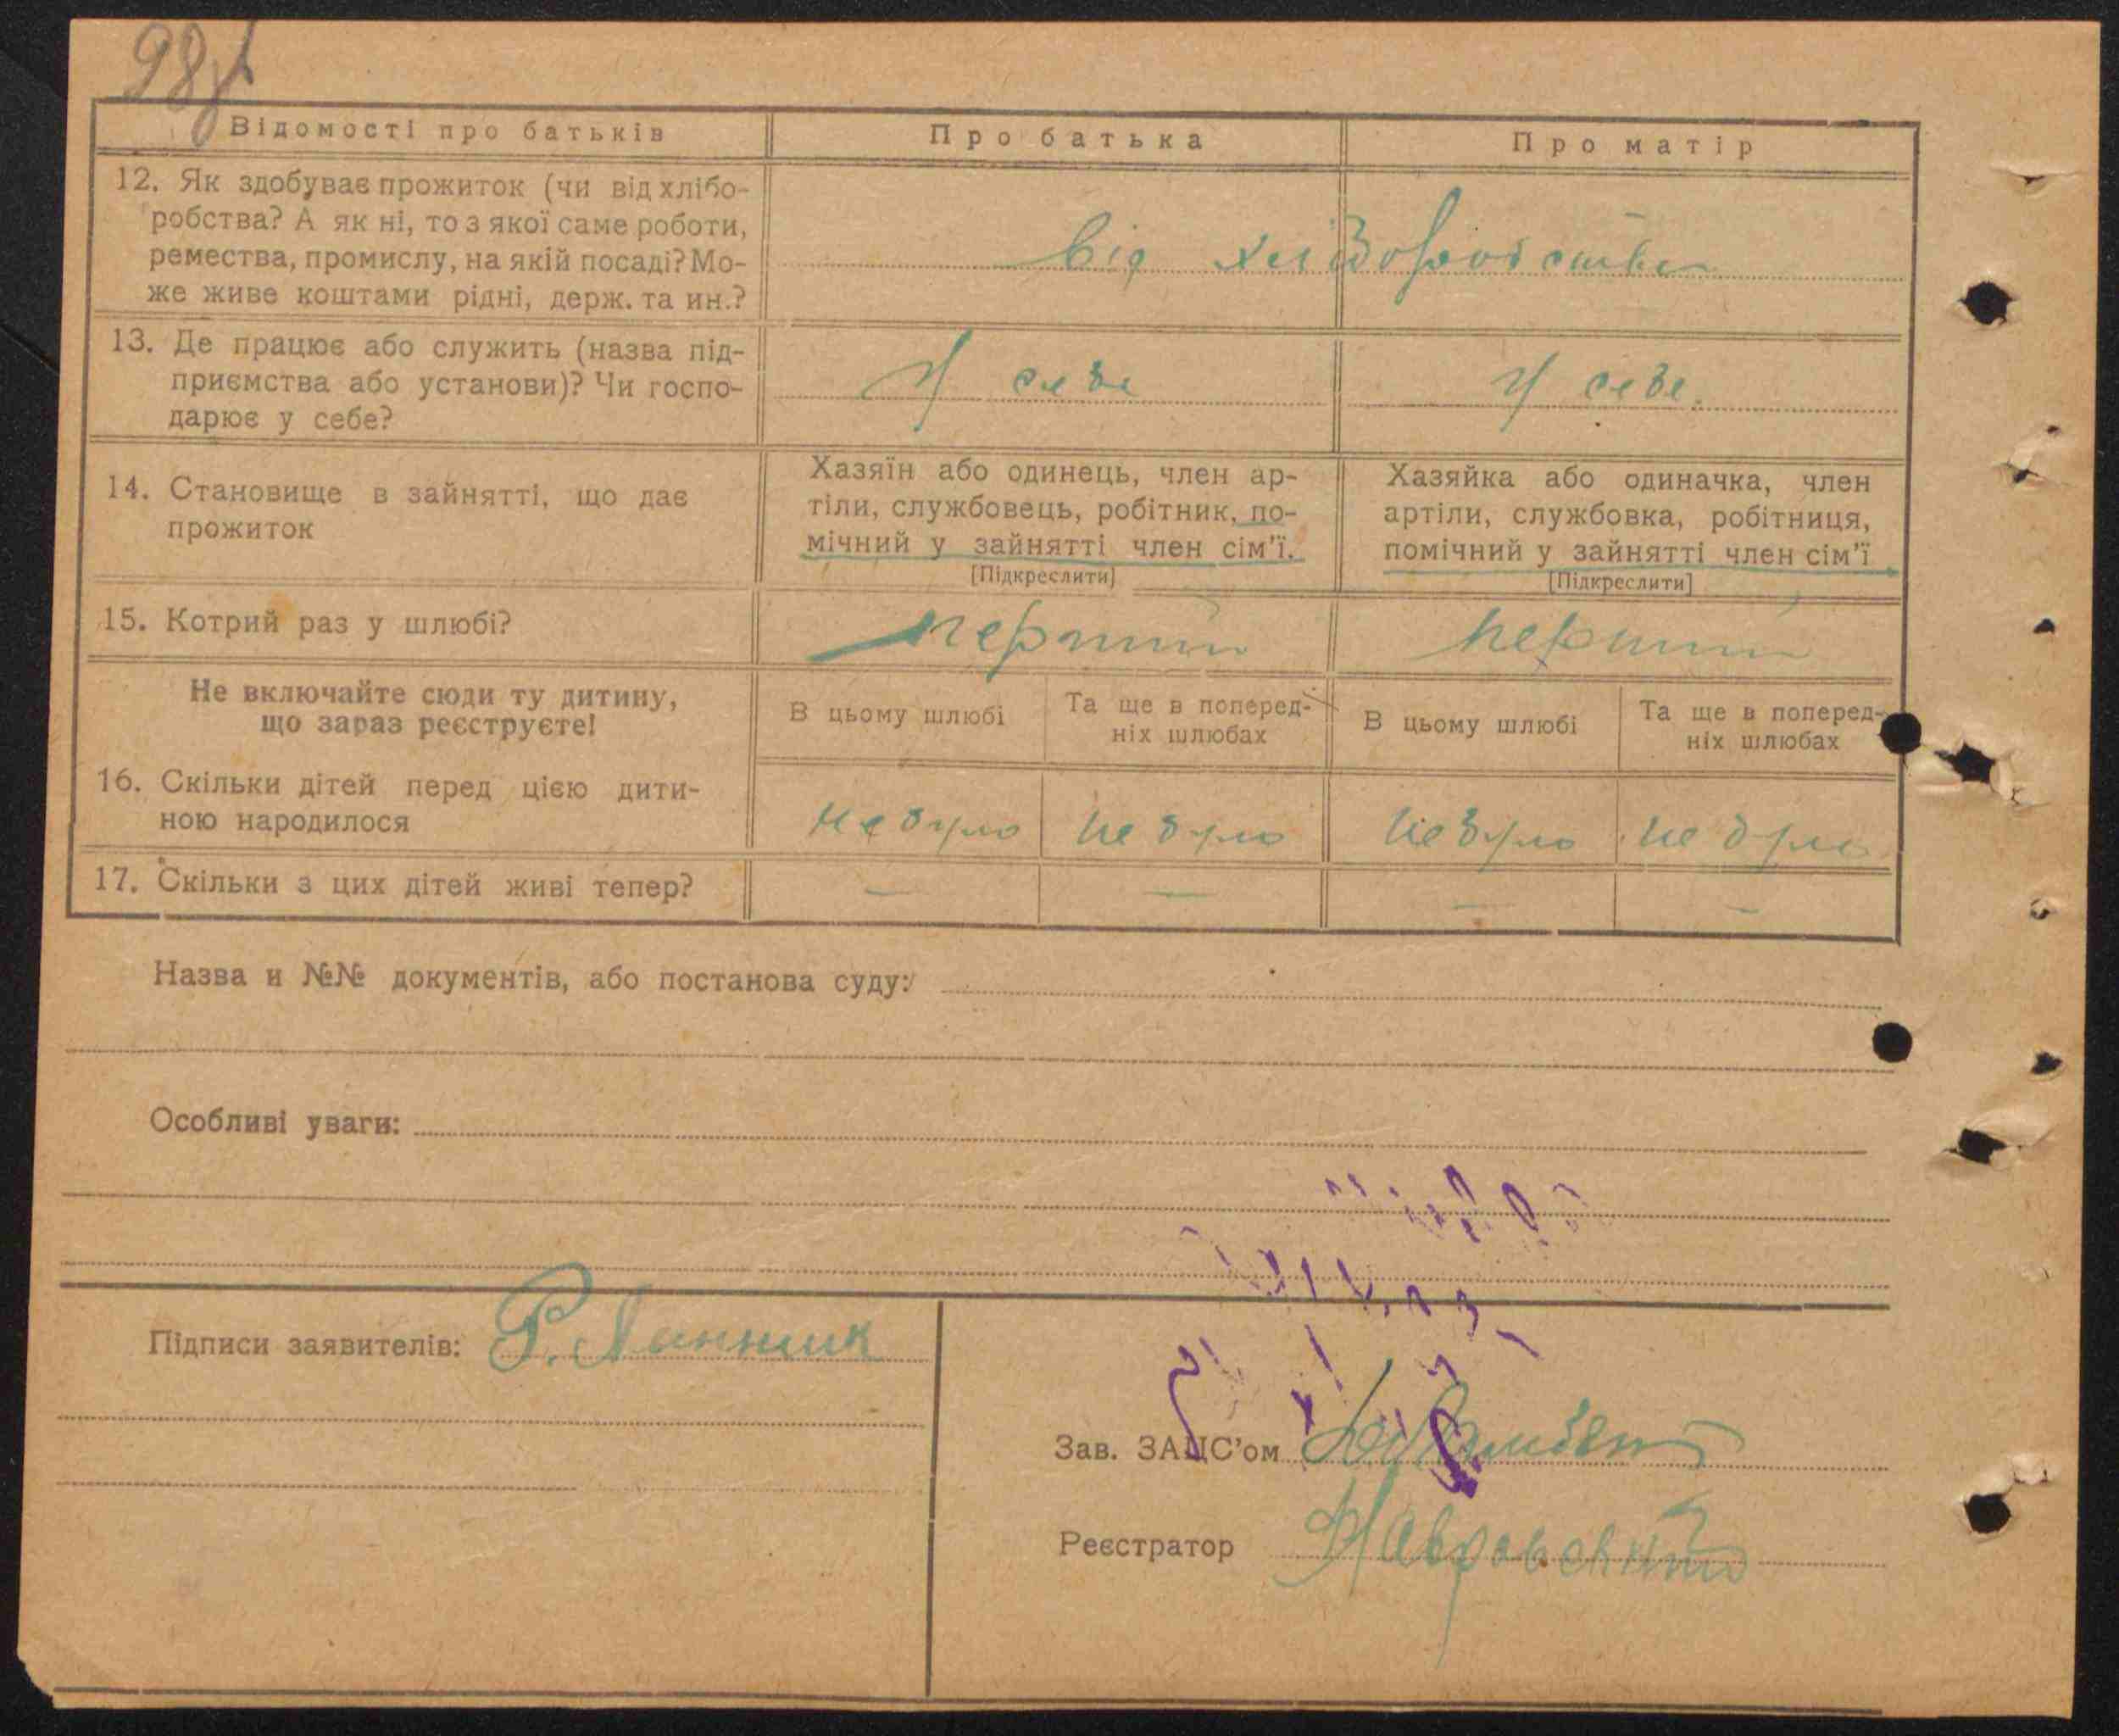 98
Відомості про батьків
Про батька
Про матір
12. Як здобуває прожиток (чи від хлібо-
робства? А як ні, то з якої саме роботи,
ремества, промислу, на якій посаді? Мо-
же живе коштами рідні, держ. та ин.?
від хліборобства
13. Де працює або служить (назва під-
приємства або установи)? Чи госпо-
дарює у себе?
У себе
У себе.
14. Становище в зайнятті, що дає
прожиток
Хазяїн або одинець, член ар-
тіли, службовець, робітник, по-
мічний у зайнятті член сім'ї.
[Підкреслити]
Хазяйка або одиначка, член
артіли, службовка, робітниця,
помічний у зайнятті член сім'ї
[Підкреслити]
15. Котрий раз у шлюбі?
перший
перший
Не включайте сюди ту дитину,
що зараз реєструєте!
В цьому шлюбі
Та ще в поперед-
ніх шлюбах
В цьому шлюбі
Та ще в поперед-
ніх шлюбах
16. Скільки дітей перед цією дити-
ною народилося
не було
не було
не було
не було
17. Скільки з цих дітей живі тепер?
—
—
—
—
Назва и №№ документів, або постанова суду:
Особливі уваги:
Підписи заявителів: Р.
Зав. ЗАЦС'ом
Реєстратор